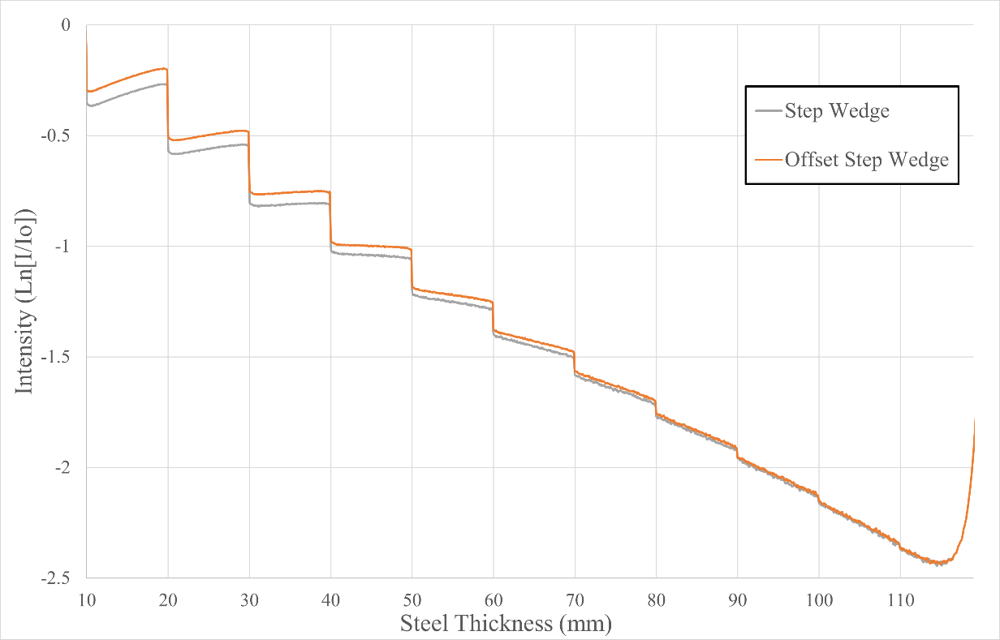 0
-0.5
-1
-1.5
-2
-2.5
Intensity (Ln[I/Io])
Step Wedge
Offset Step Wedge
10 20 30 40 50 60 70 80 90 100 110
Steel Thickness (mm)